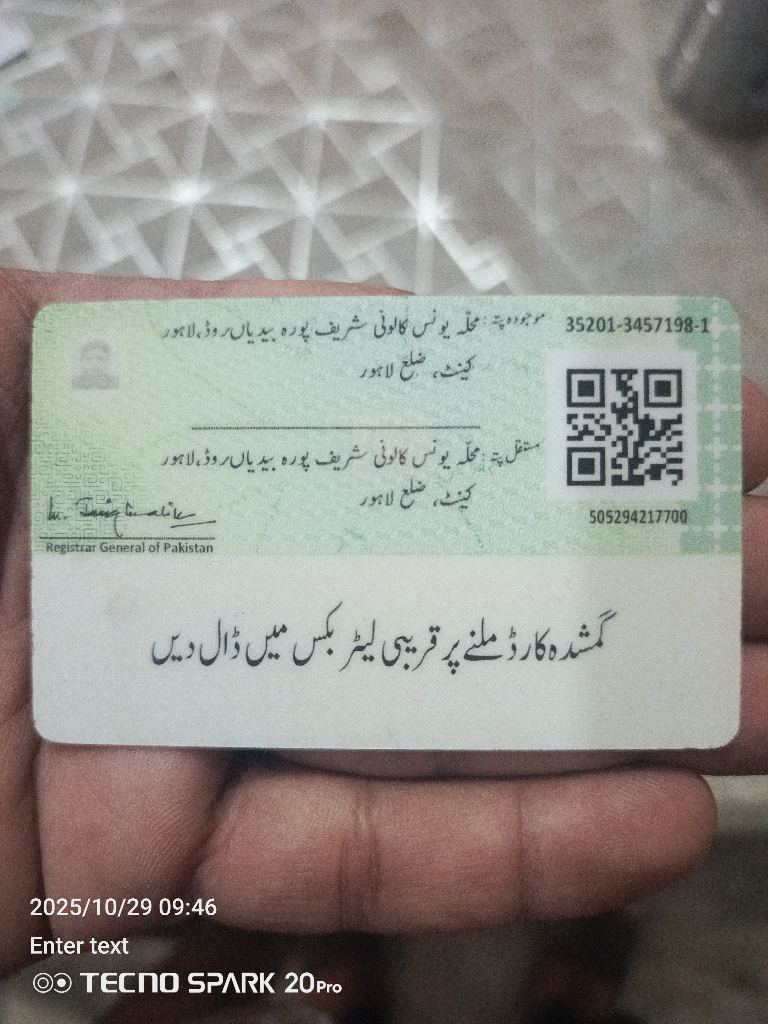 35201-3457198-1
موجودہ پتہ: محلّہ یونس کالونی شریف پورہ بیدیاں روڈ، لاہور
کینٹ، ضلع لاہور
مستقل پتہ: محلّہ یونس کالونی شریف پورہ بیدیاں روڈ، لاہور
کینٹ، ضلع لاہور
505294217700
Registrar General of Pakistan
گمشدہ کارڈ ملنے پر قریبی لیٹر بکس میں ڈال دیں
2025/10/29 09:46
Enter text
TECNO SPARK 20Pro